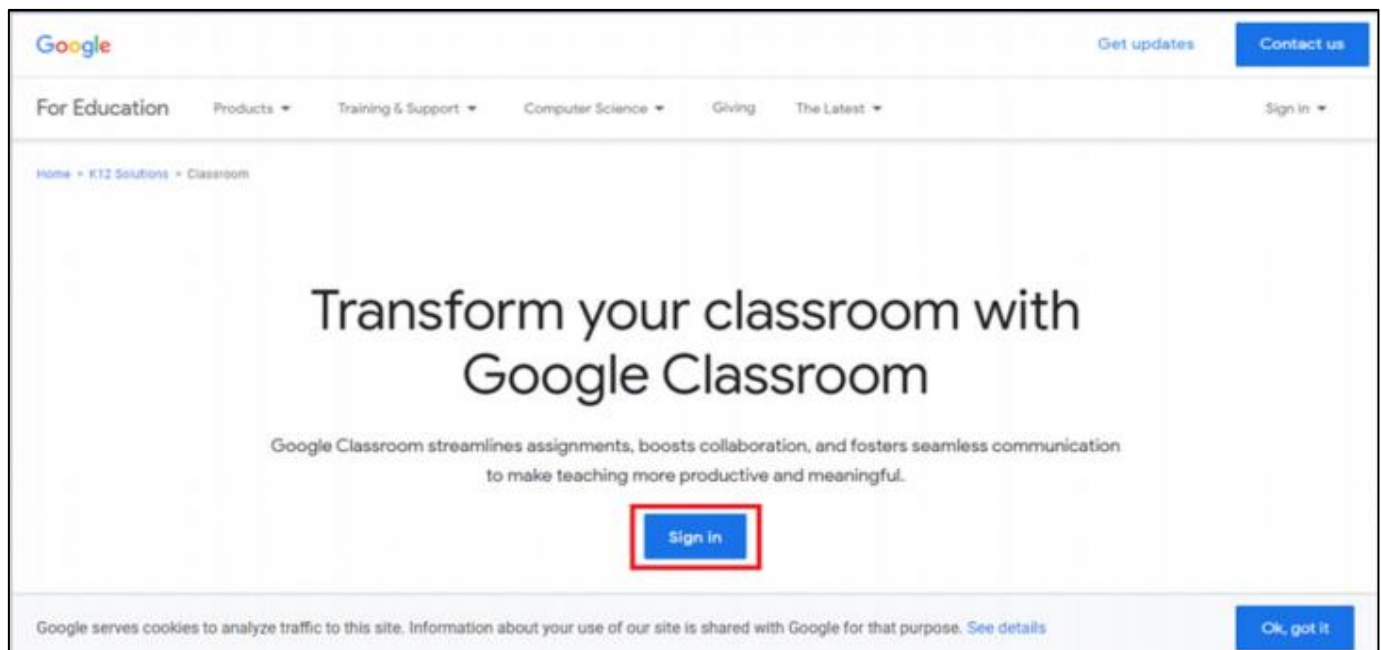 Google Get updates Contact us
For Education Products Training & Support Computer Science Giving The Latest Sign in
Home > K12 Solutions > Classroom
Transform your classroom with
Google Classroom
Google Classroom streamlines assignments, boosts collaboration, and fosters seamless communication
to make teaching more productive and meaningful.
Sign in
Google serves cookies to analyze traffic to this site. Information about your use of our site is shared with Google for that purpose. See details Ok, got it